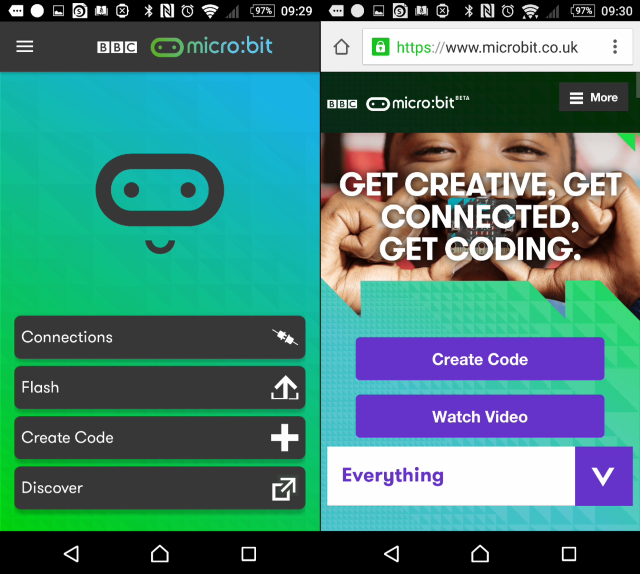 97% 09:29
BBC micro:bit
Connections
Flash
Create Code
Discover
97% 09:30
https://www.microbit.co.uk
BBC micro:bit BETA
More
GET CREATIVE, GET
CONNECTED,
GET CODING.
Create Code
Watch Video
Everything